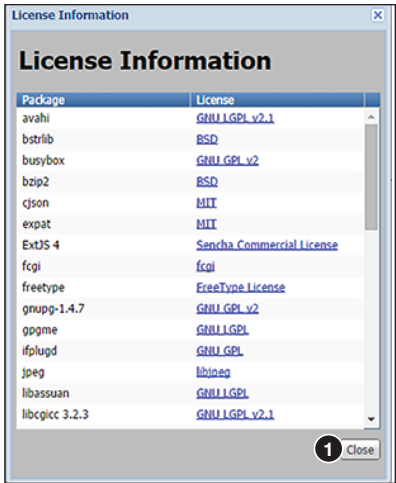 License Information
License Information
Package License
avahi GNU LGPL v2.1
bstrlib BSD
busybox GNU GPL v2
bzip2 BSD
cjson MIT
expat MIT
ExtJS 4 Sencha Commercial License
fcgi fcgi
freetype FreeType License
gnupg-1.4.7 GNU GPL v2
gpgme GNU LGPL
ifplugd GNU GPL
jpeg libjpeg
libassuan GNU LGPL
libcgicc 3.2.3 GNU LGPL v2.1
1 Close